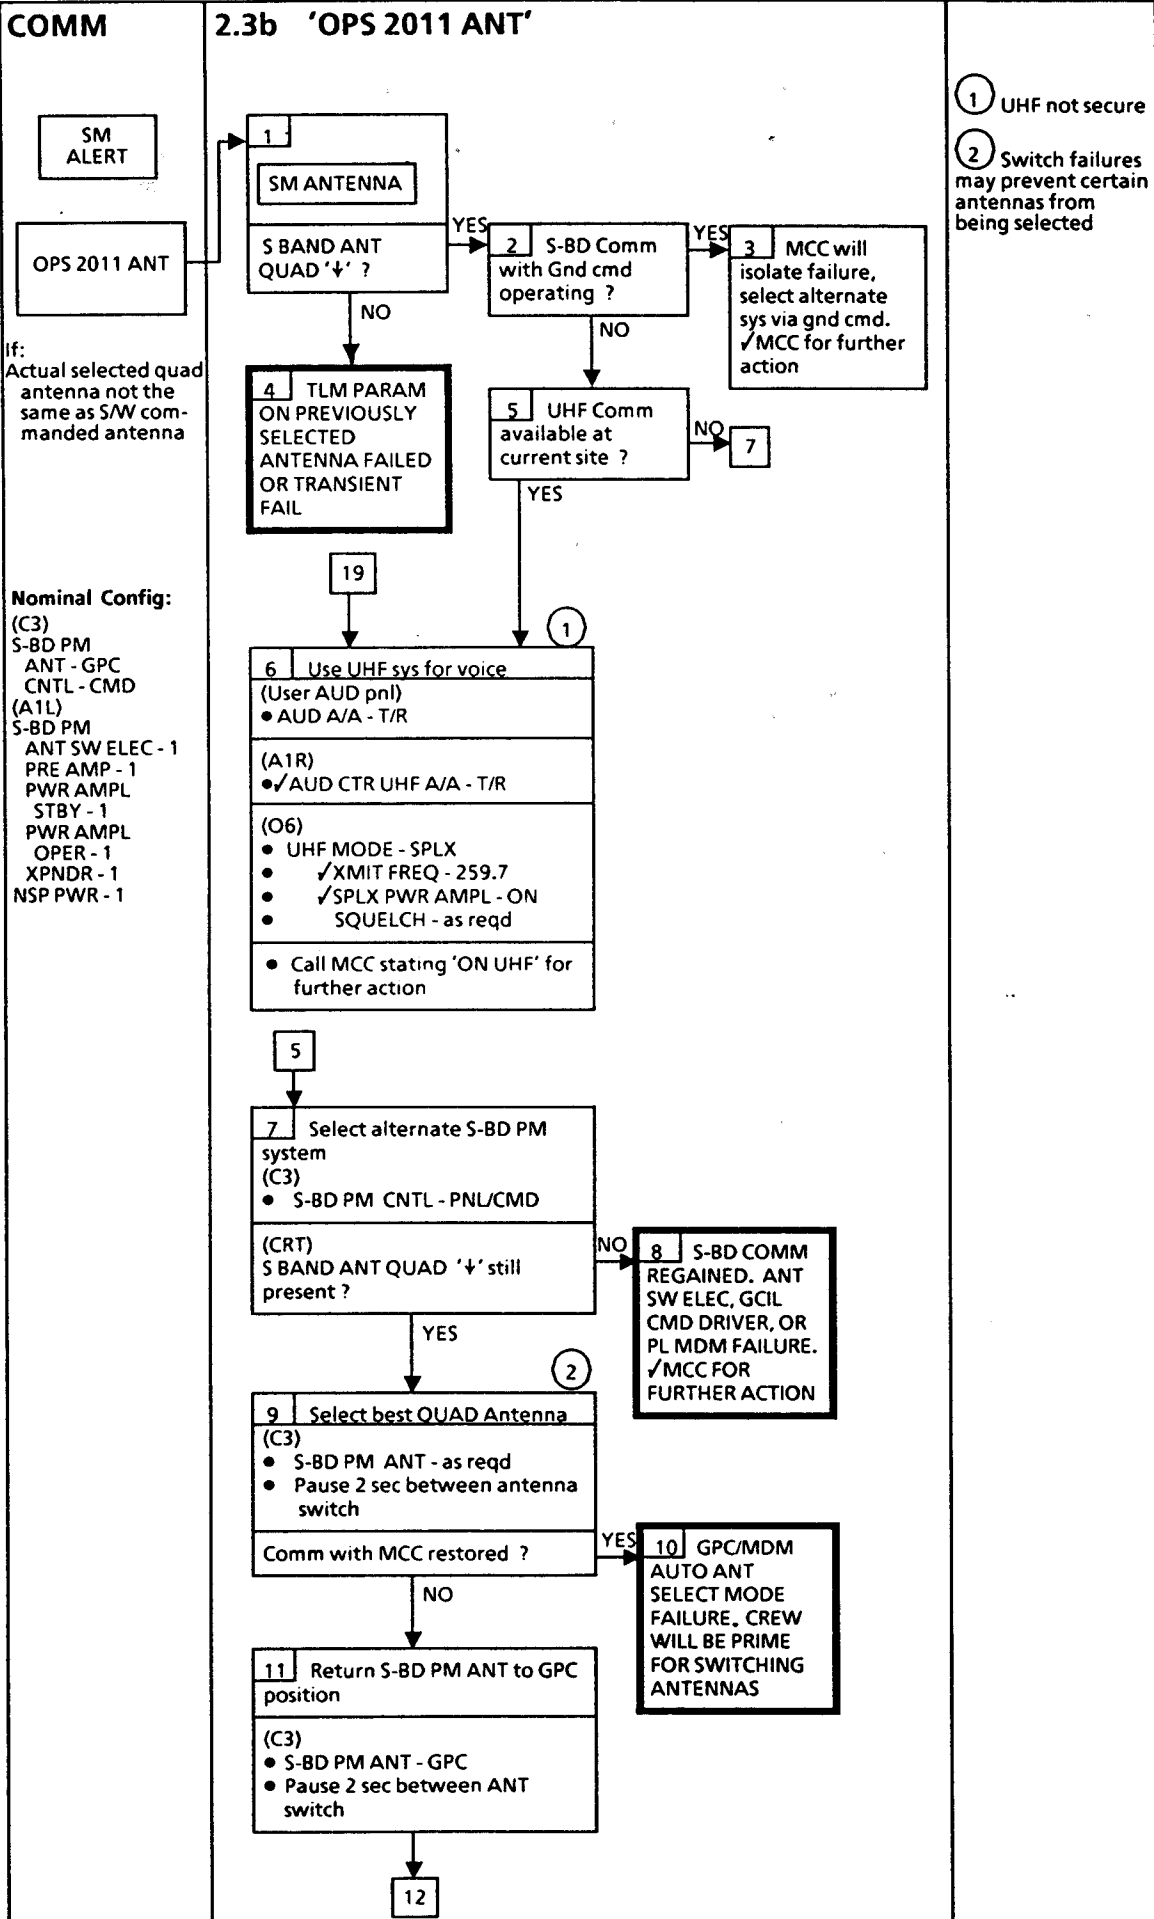 COMM
2.3b 'OPS 2011 ANT'
SM
ALERT
OPS 2011 ANT
If:
Actual selected quad
antenna not the
same as S/W com-
manded antenna
Nominal Config:
(C3)
S-BD PM
ANT - GPC
CNTL - CMD
(A1L)
S-BD PM
ANT SW ELEC - 1
PRE AMP - 1
PWR AMPL
STBY - 1
PWR AMPL
OPER - 1
XPNDR - 1
NSP PWR - 1
1
SM ANTENNA
S BAND ANT
QUAD '↓' ?
YES
NO
2 S-BD Comm
with Gnd cmd
operating ?
YES
NO
3 MCC will
isolate failure,
select alternate
sys via gnd cmd.
✓MCC for further
action
4 TLM PARAM
ON PREVIOUSLY
SELECTED
ANTENNA FAILED
OR TRANSIENT
FAIL
5 UHF Comm
available at
current site ?
NO
7
YES
19
1
6 Use UHF sys for voice
(User AUD pnl)
● AUD A/A - T/R
(A1R)
●✓AUD CTR UHF A/A - T/R
(O6)
● UHF MODE - SPLX
● ✓XMIT FREQ - 259.7
● ✓SPLX PWR AMPL - ON
● SQUELCH - as reqd
● Call MCC stating 'ON UHF' for
further action
5
7 Select alternate S-BD PM
system
(C3)
● S-BD PM CNTL - PNL/CMD
(CRT)
S BAND ANT QUAD '↓' still
present ?
NO
YES
8 S-BD COMM
REGAINED. ANT
SW ELEC, GCIL
CMD DRIVER, OR
PL MDM FAILURE.
✓MCC FOR
FURTHER ACTION
2
9 Select best QUAD Antenna
(C3)
● S-BD PM ANT - as reqd
● Pause 2 sec between antenna
switch
Comm with MCC restored ?
YES
NO
10 GPC/MDM
AUTO ANT
SELECT MODE
FAILURE. CREW
WILL BE PRIME
FOR SWITCHING
ANTENNAS
11 Return S-BD PM ANT to GPC
position
(C3)
● S-BD PM ANT - GPC
● Pause 2 sec between ANT
switch
12
1 UHF not secure
2 Switch failures
may prevent certain
antennas from
being selected